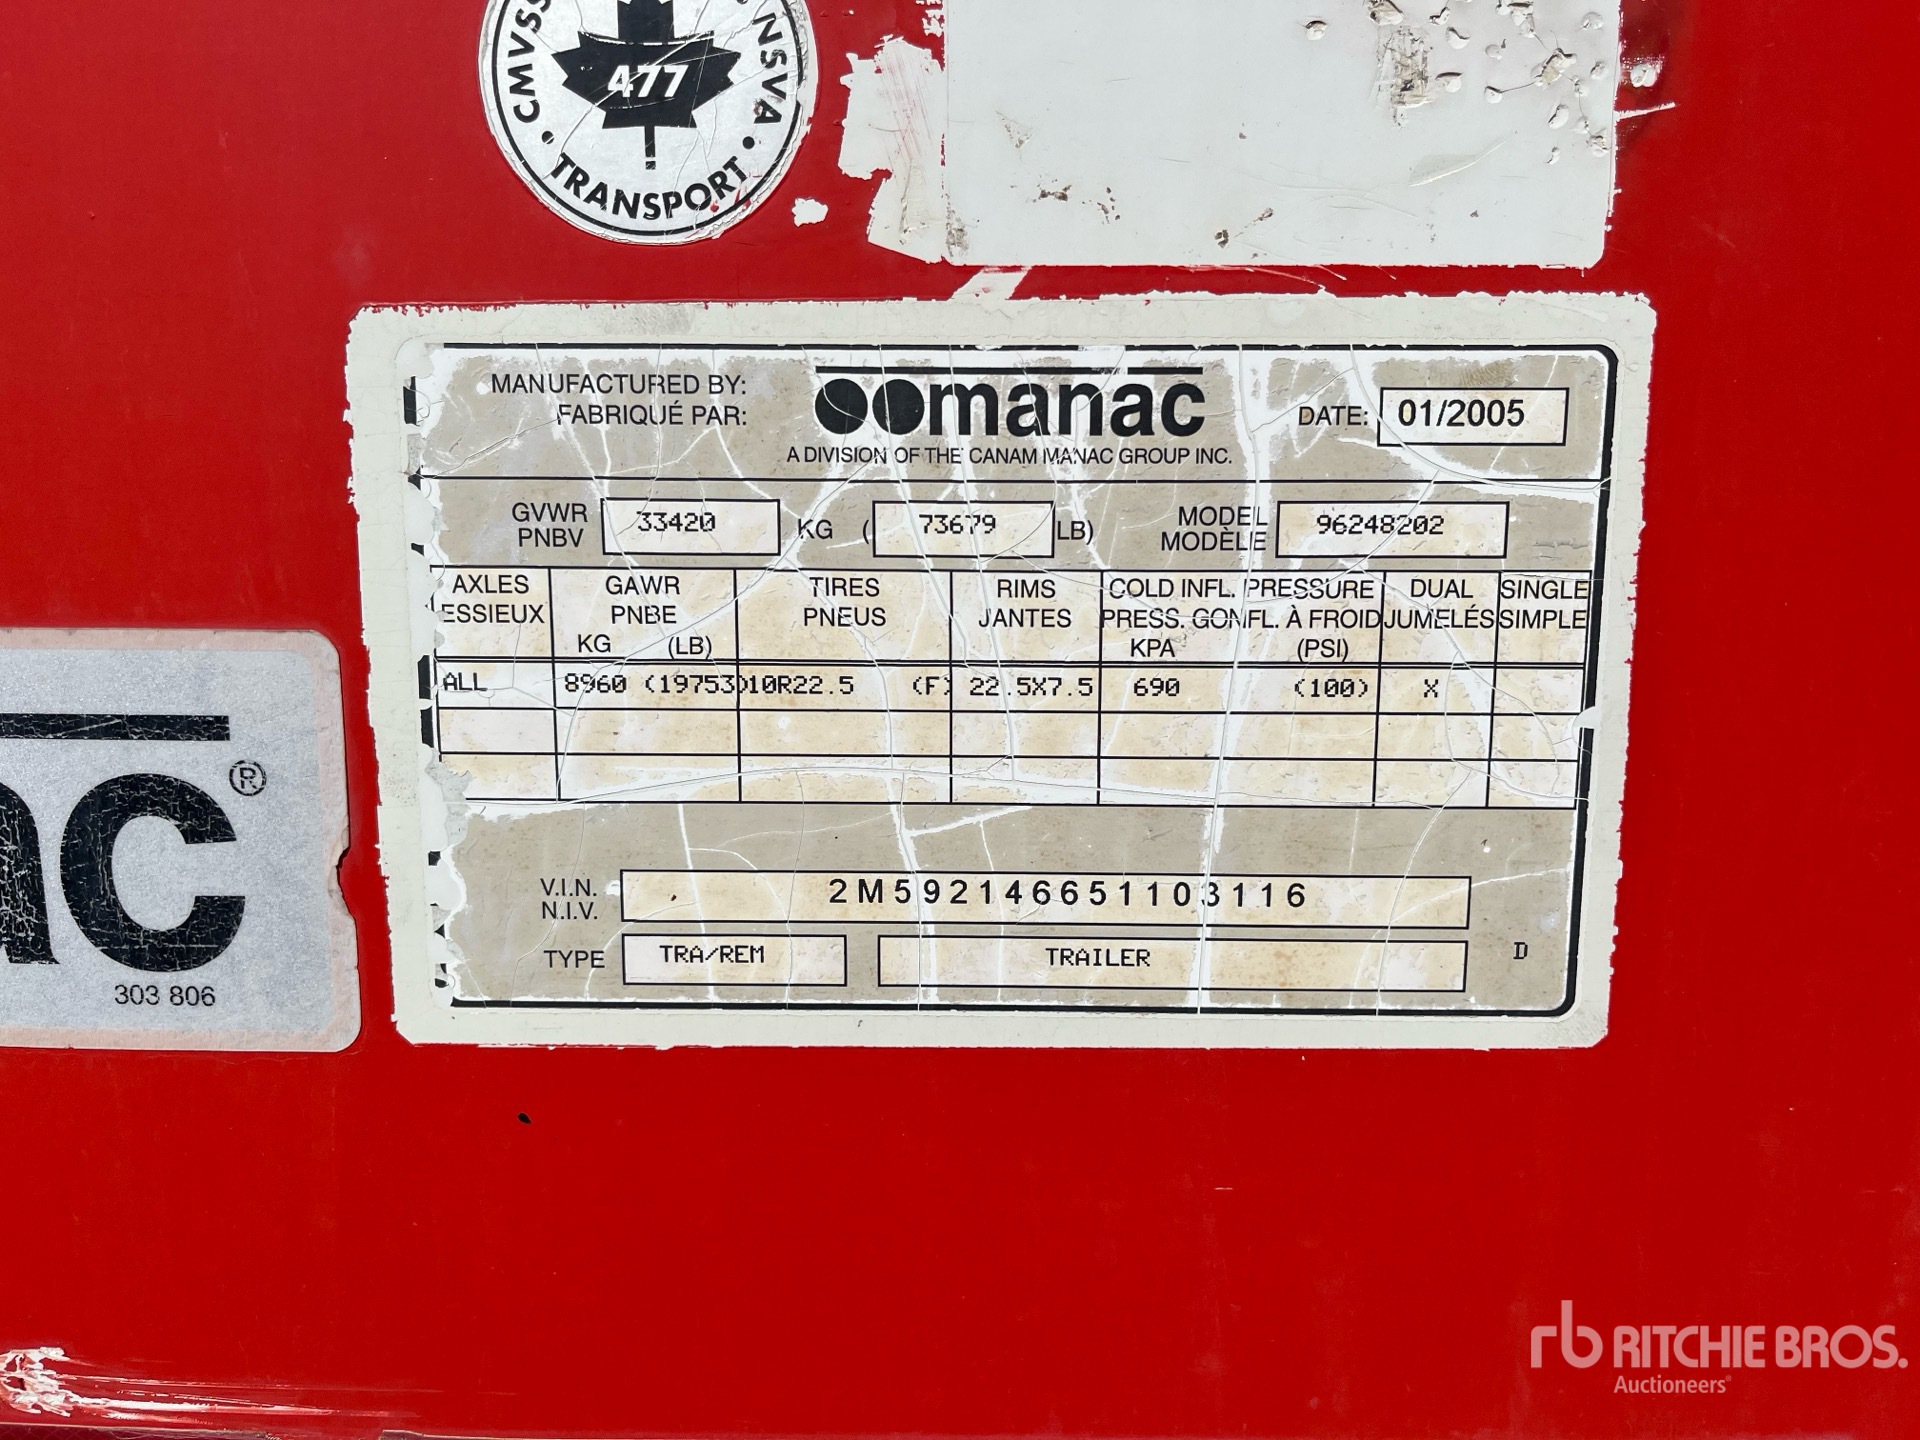 CMVSS NSVAC
477
TRANSPORT
MANUFACTURED BY:
FABRIQUÉ PAR:
manac
A DIVISION OF THE CANAM MANAC GROUP INC.
DATE: 01/2005
GVWR
PNBV
33420 KG ( 73679 LB)
MODEL
MODÈLE
96248202
AXLES GAWR TIRES RIMS COLD INFL. PRESSURE DUAL SINGLE
ESSIEUX PNBE PNEUS JANTES PRESS. GONFL. À FROID JUMELÉS SIMPLE
KG (LB) KPA (PSI)
ALL 8960 (19753) 10R22.5 (F) 22.5X7.5 690 (100) X
V.I.N.
N.I.V.
2M592146651103116
TYPE TRA/REM TRAILER D
ac®
303 806
rb RITCHIE BROS.
Auctioneers